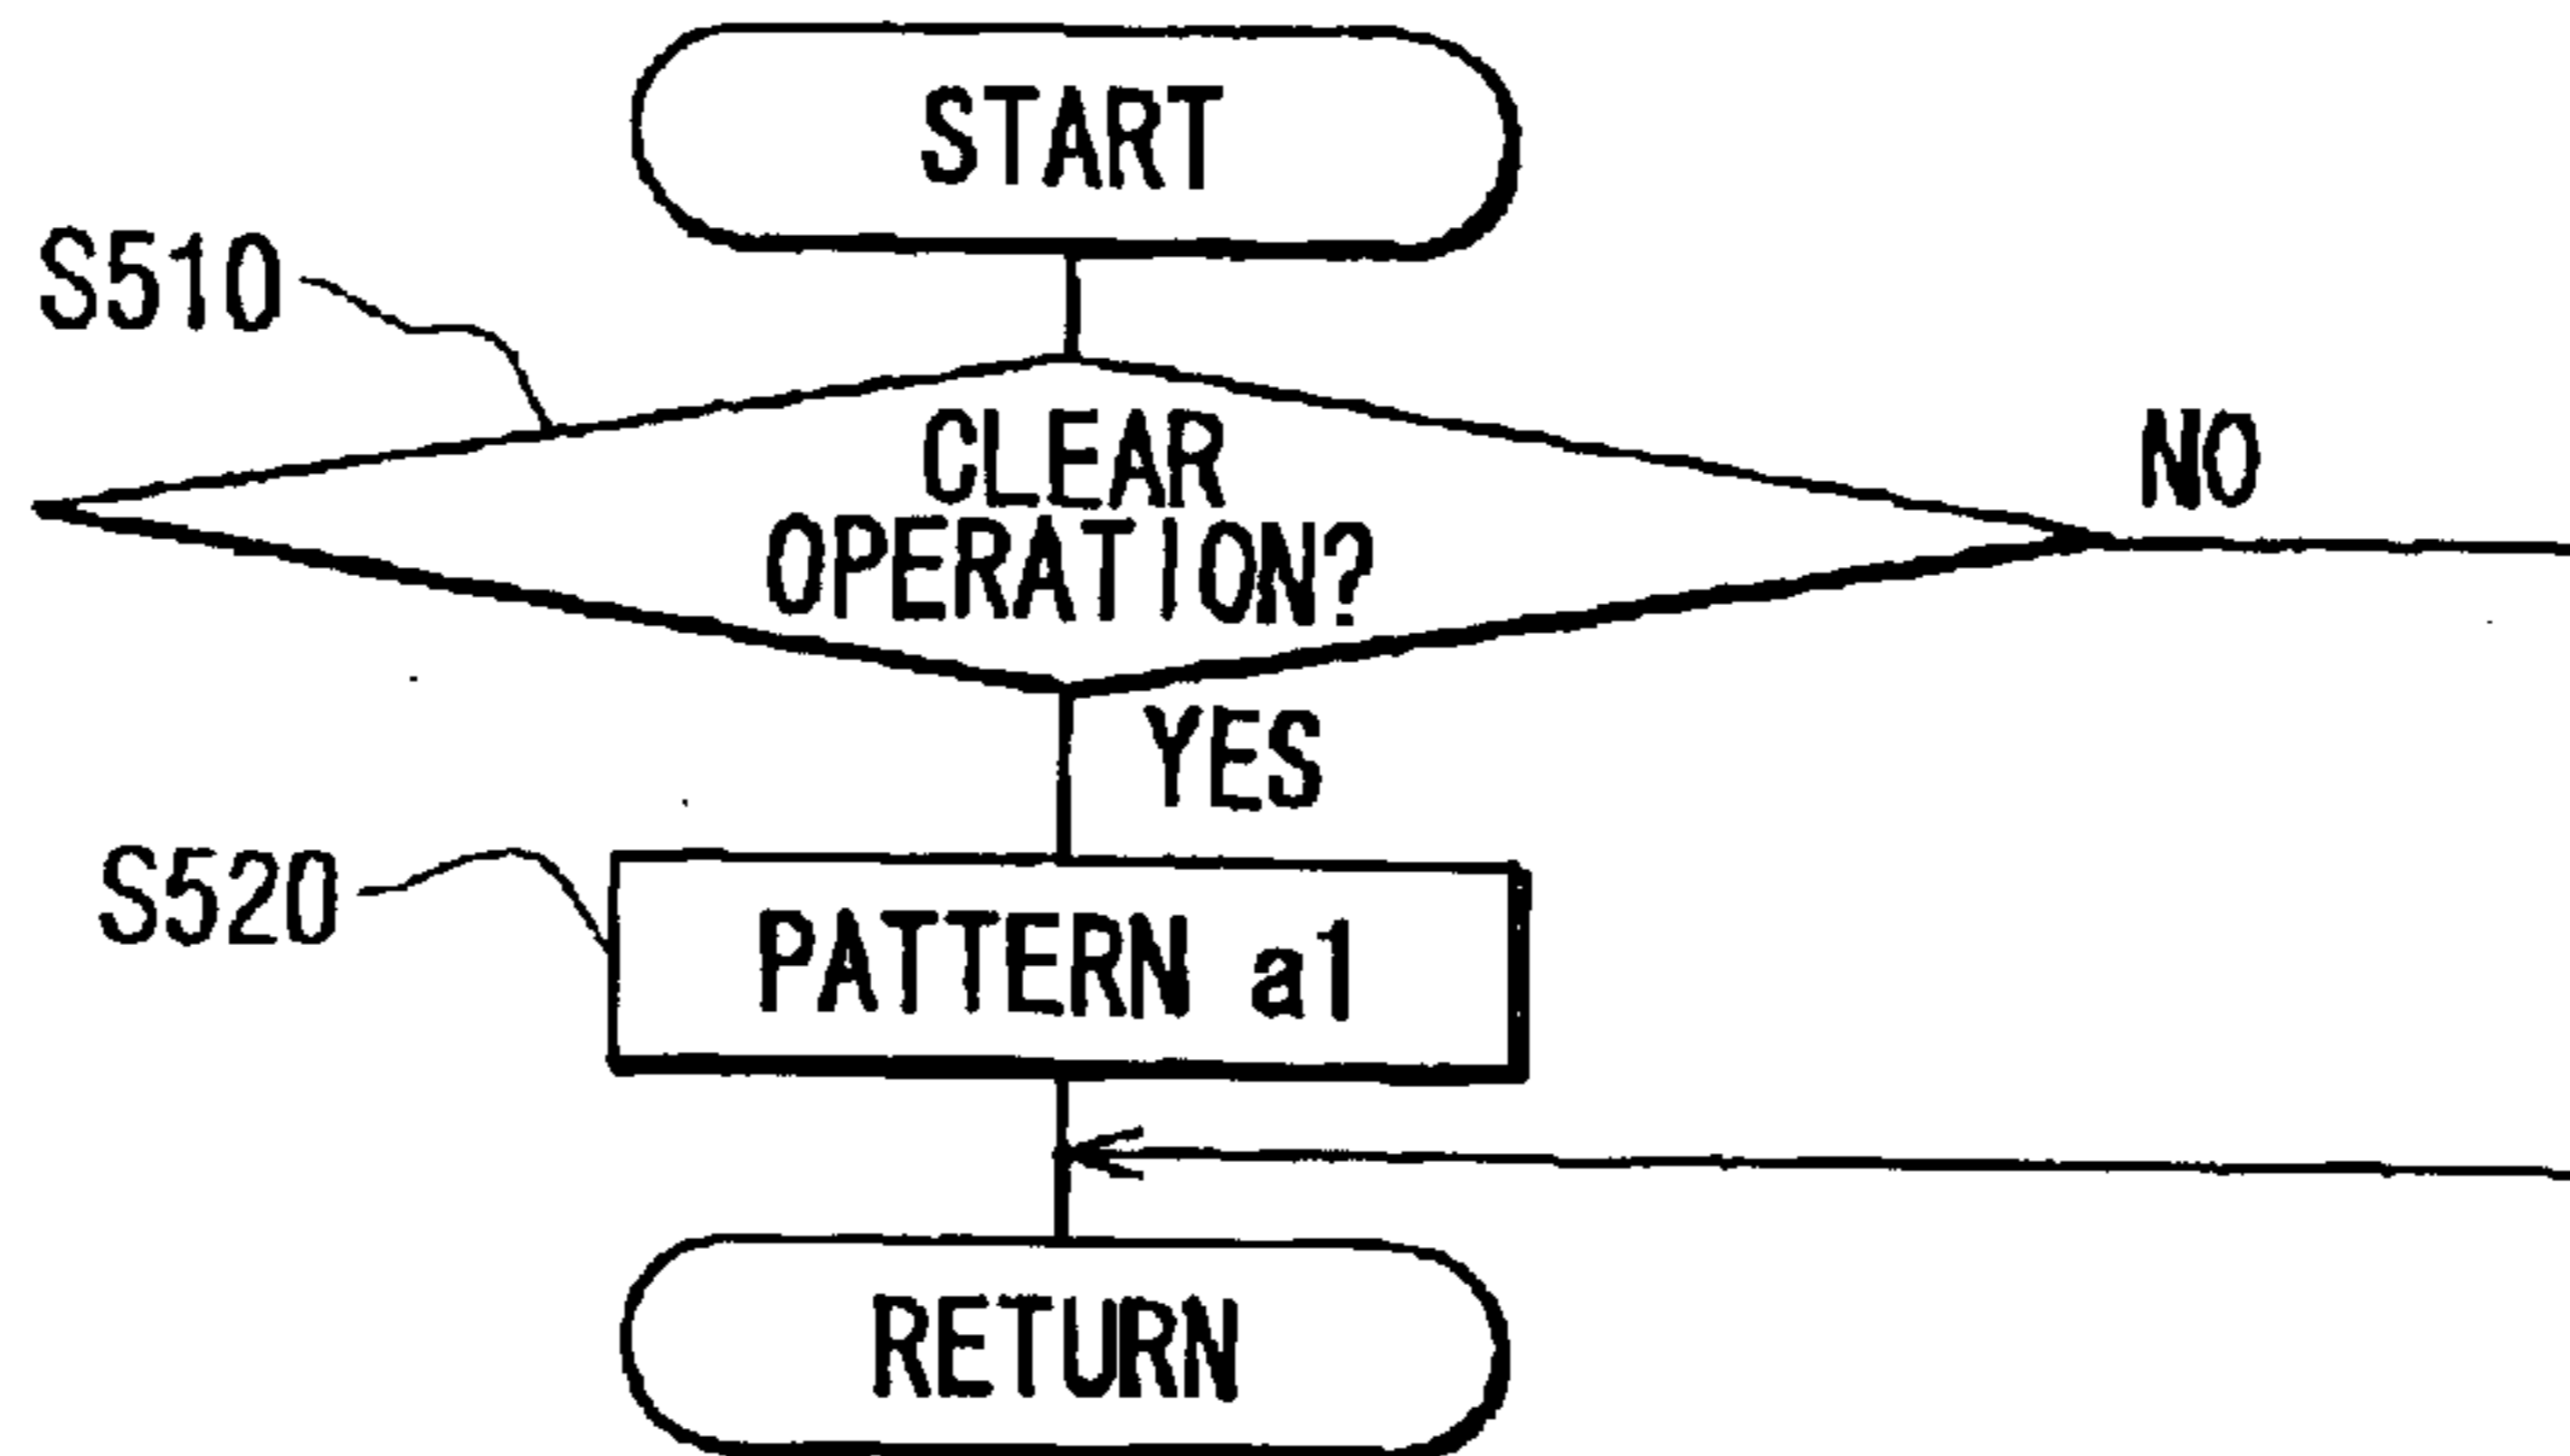 START
S510
CLEAR
OPERATION?
NO
YES
S520
PATTERN a1
RETURN